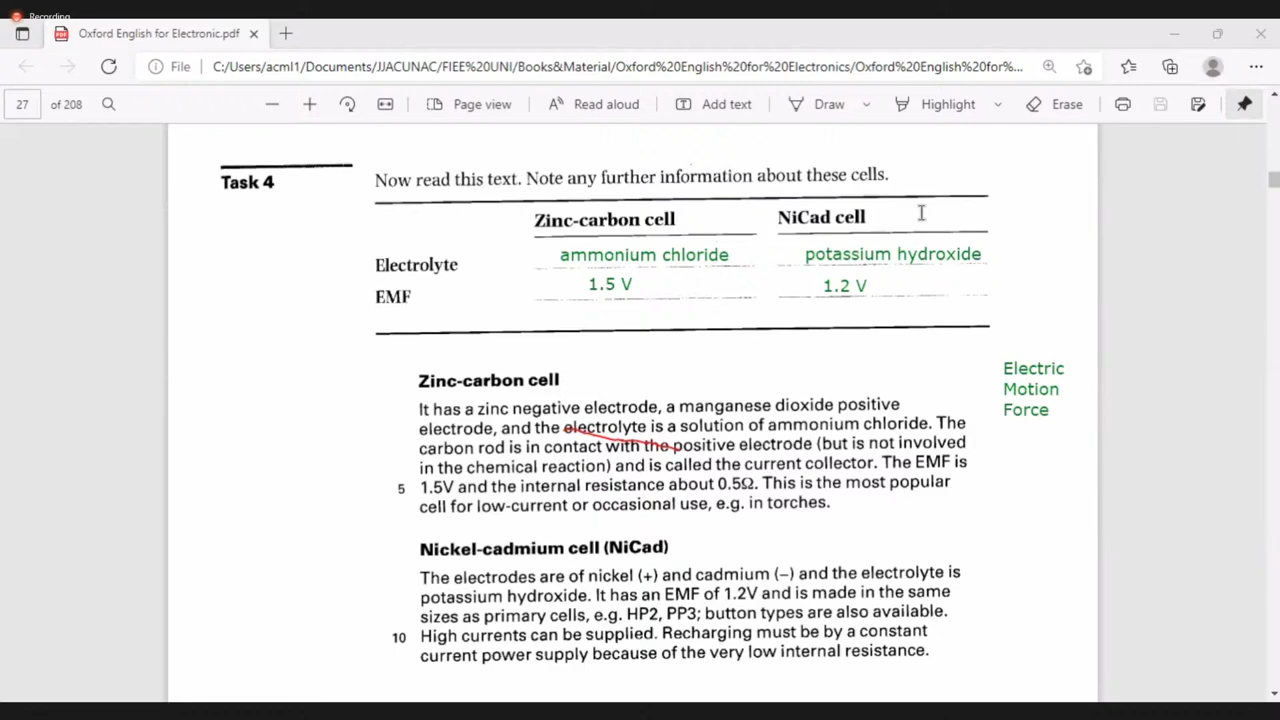 Recording
Oxford English for Electronic.pdf
File C:/Users/acml1/Documents/JJACUNAC/FIEE%20UNI/Books&Material/Oxford%20English%20for%20Electronics/Oxford%20English%20for%...
27 of 208 Page view Read aloud Add text Draw Highlight Erase
Task 4
Now read this text. Note any further information about these cells.
Zinc-carbon cell NiCad cell
Electrolyte ammonium chloride potassium hydroxide
EMF 1.5 V 1.2 V
Electric
Motion
Force
Zinc-carbon cell
It has a zinc negative electrode, a manganese dioxide positive
electrode, and the electrolyte is a solution of ammonium chloride. The
carbon rod is in contact with the positive electrode (but is not involved
in the chemical reaction) and is called the current collector. The EMF is
5 1.5V and the internal resistance about 0.5Ω. This is the most popular
cell for low-current or occasional use, e.g. in torches.
Nickel-cadmium cell (NiCad)
The electrodes are of nickel (+) and cadmium (–) and the electrolyte is
potassium hydroxide. It has an EMF of 1.2V and is made in the same
sizes as primary cells, e.g. HP2, PP3; button types are also available.
10 High currents can be supplied. Recharging must be by a constant
current power supply because of the very low internal resistance.